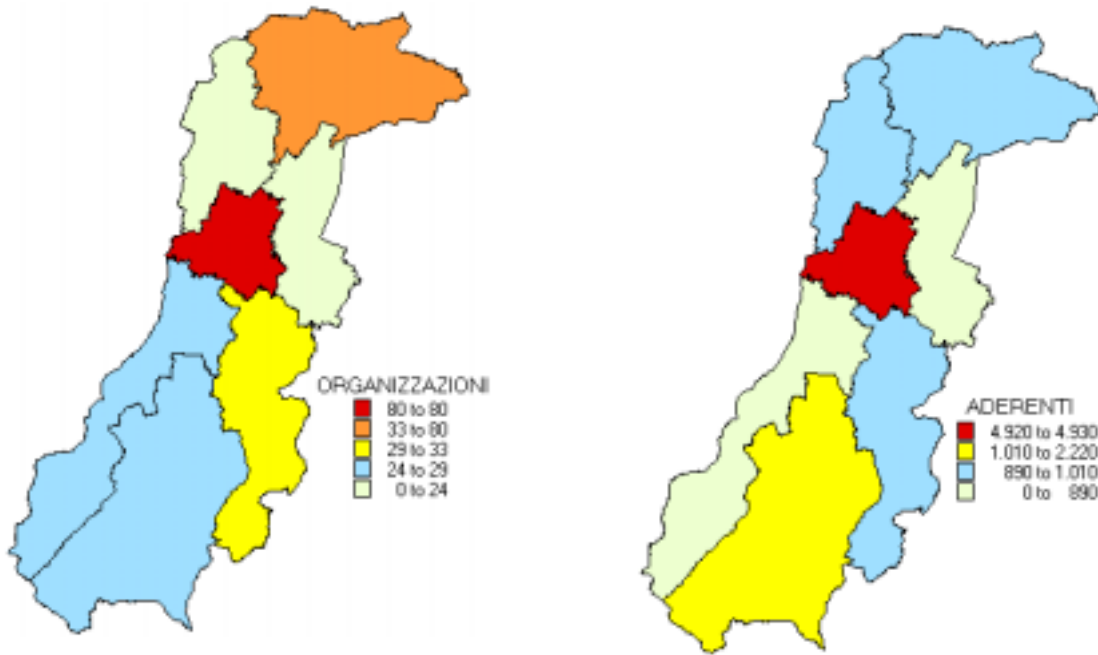 ORGANIZZAZIONI
80 to 80
33 to 80
29 to 33
24 to 29
0 to 24
ADERENTI
4.920 to 4.930
1.010 to 2.220
890 to 1.010
0 to 890